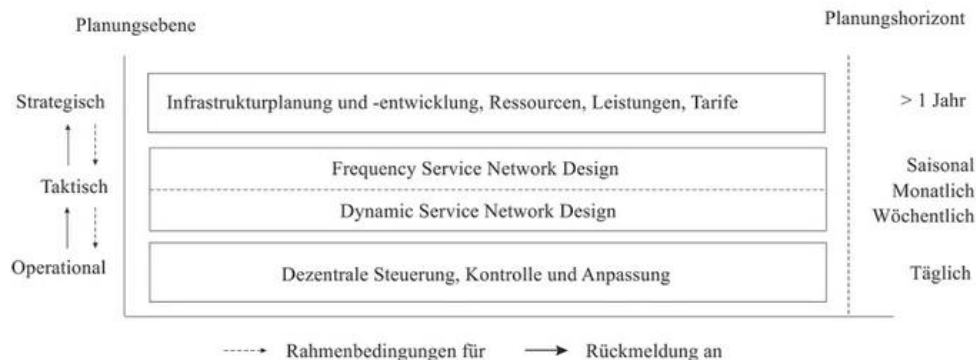 Planungsebene
Planungshorizont
Strategisch
Infrastrukturplanung und -entwicklung, Ressourcen, Leistungen, Tarife
> 1 Jahr
Frequency Service Network Design
Saisonal
Taktisch
Monatlich
Dynamic Service Network Design
Wöchentlich
Operational
Dezentrale Steuerung, Kontrolle und Anpassung
Täglich
Rahmenbedingungen für
Rückmeldung an